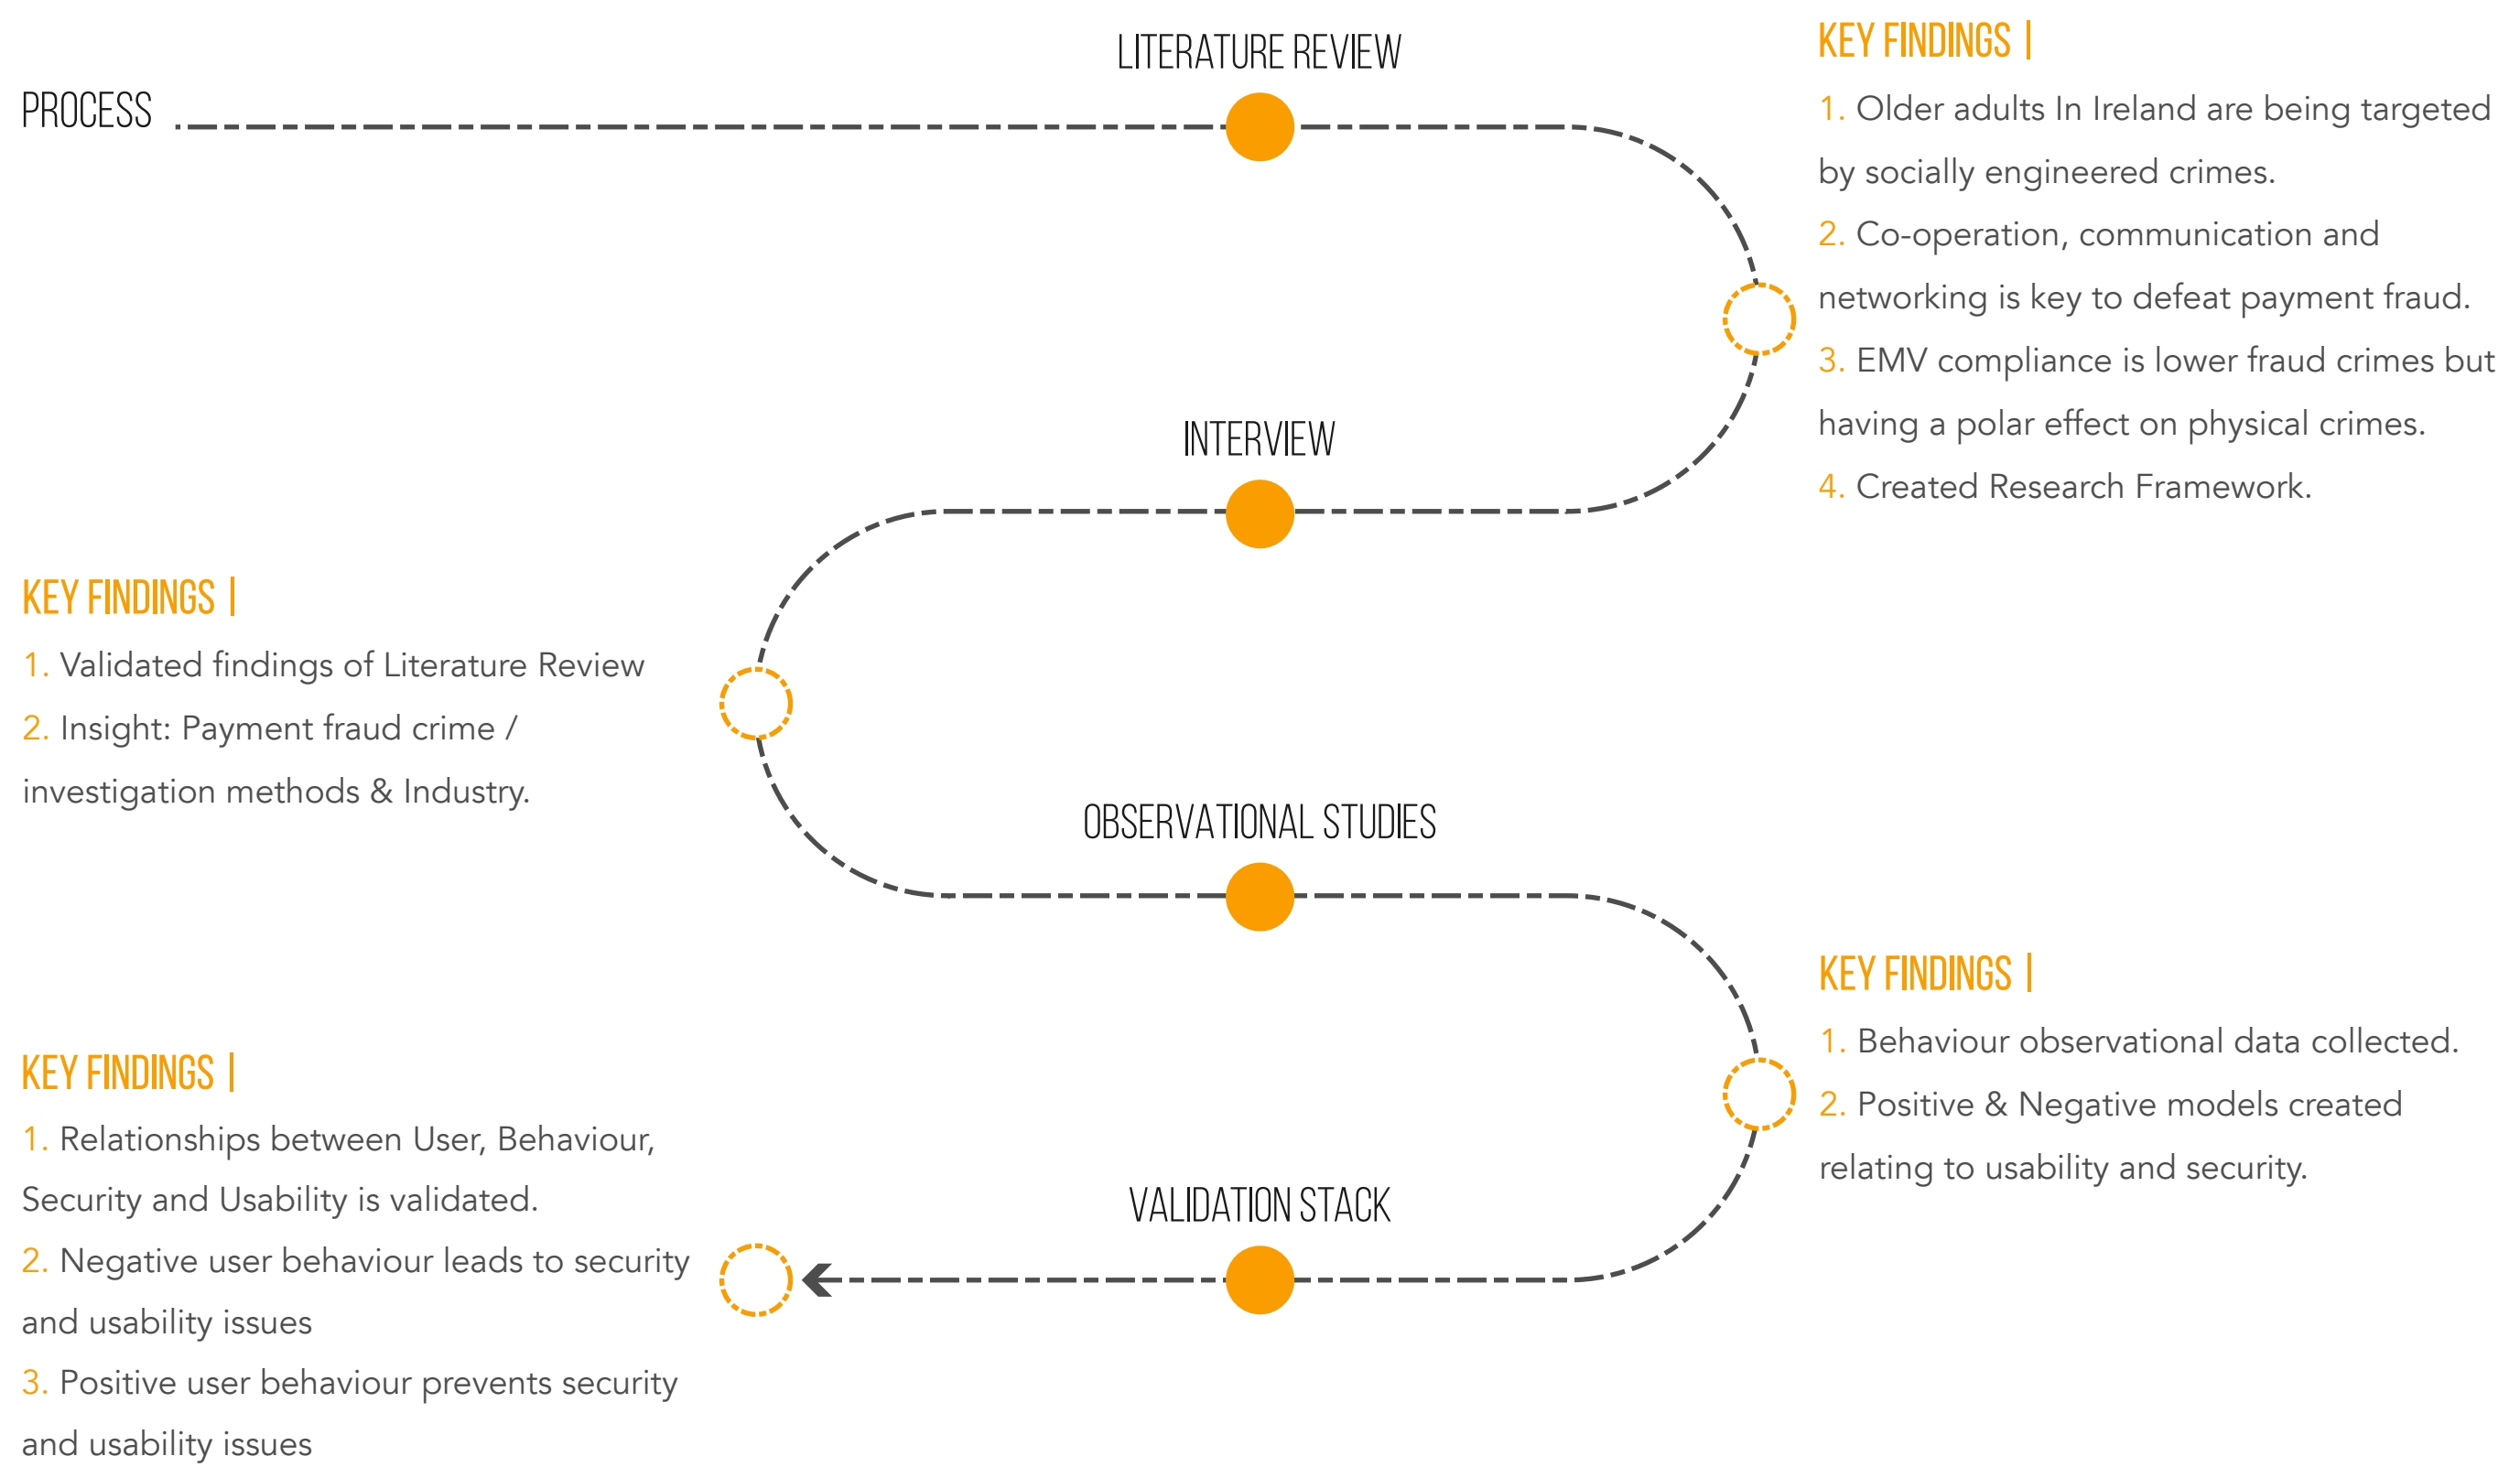 PROCESS
LITERATURE REVIEW
KEY FINDINGS |
1. Older adults In Ireland are being targeted
by socially engineered crimes.
2. Co-operation, communication and
networking is key to defeat payment fraud.
3. EMV compliance is lower fraud crimes but
having a polar effect on physical crimes.
4. Created Research Framework.
INTERVIEW
KEY FINDINGS |
1. Validated findings of Literature Review
2. Insight: Payment fraud crime /
investigation methods & Industry.
OBSERVATIONAL STUDIES
KEY FINDINGS |
1. Behaviour observational data collected.
2. Positive & Negative models created
relating to usability and security.
VALIDATION STACK
KEY FINDINGS |
1. Relationships between User, Behaviour,
Security and Usability is validated.
2. Negative user behaviour leads to security
and usability issues
3. Positive user behaviour prevents security
and usability issues